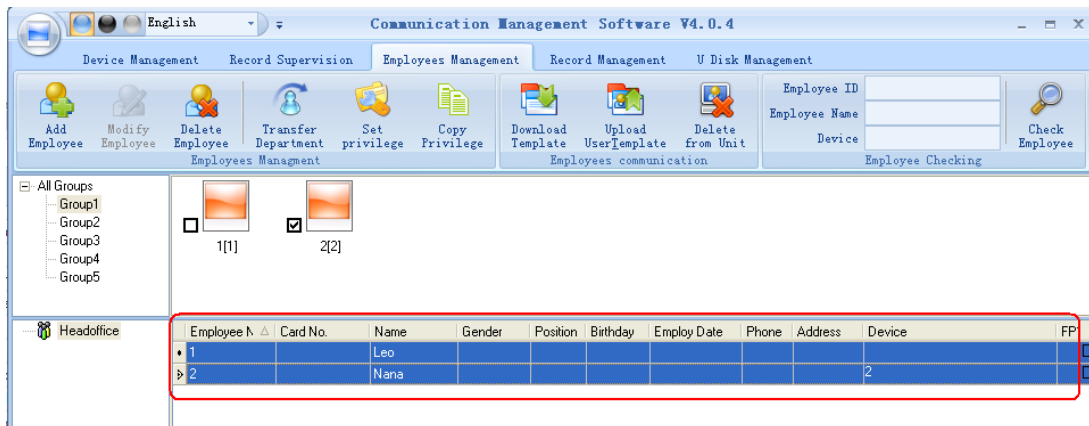 English
Communication Management Software V4.0.4
Device Management Record Supervision Employees Management Record Management U Disk Management
Add Employee
Modify Employee
Delete Employee
Transfer Department
Set privilege
Copy Privilege
Employees Managment
Download Template
Upload UserTemplate
Delete from Unit
Employees communication
Employee ID
Employee Name
Device
Check Employee
Employee Checking
All Groups
Group1
Group2
Group3
Group4
Group5
1[1] 2[2]
Headoffice
Employee N Card No. Name Gender Position Birthday Employ Date Phone Address Device FP
1 Leo
2 Nana 2